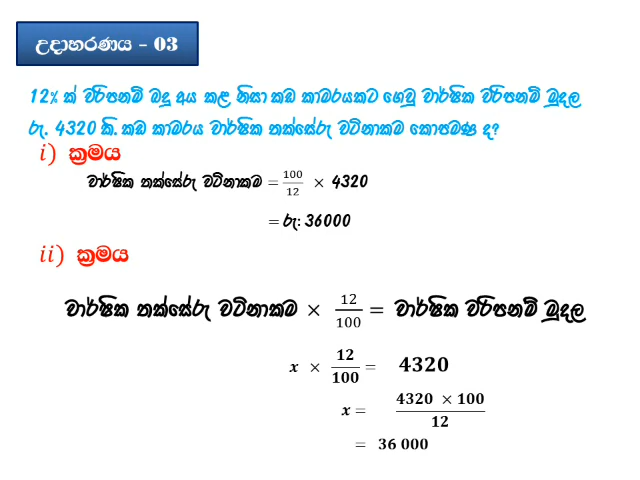 උදාහරණය - 03
12% ක් වරිපනම් බදු අය කළ නිසා කඩ කාමරයකට ගෙවූ වාර්ෂික වරිපනම් මුදල
රු. 4320 කි. කඩ කාමරය වාර්ෂික තක්සේරු වටිනාකම කොපමණ ද?
i) ක්‍රමය
වාර්ෂික තක්සේරු වටිනාකම = 100/12 × 4320
= රු: 36000
ii) ක්‍රමය
වාර්ෂික තක්සේරු වටිනාකම × 12/100 = වාර්ෂික වරිපනම් මුදල
x × 12/100 = 4320
x = 4320 × 100/12
= 36 000